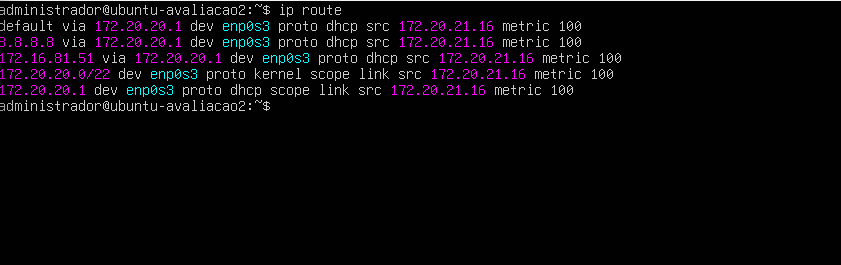 administrador@ubuntu-avaliacao2:~$ ip route
default via 172.20.20.1 dev enp0s3 proto dhcp src 172.20.21.16 metric 100
8.8.8.8 via 172.20.20.1 dev enp0s3 proto dhcp src 172.20.21.16 metric 100
172.16.81.51 via 172.20.20.1 dev enp0s3 proto dhcp src 172.20.21.16 metric 100
172.20.20.0/22 dev enp0s3 proto kernel scope link src 172.20.21.16 metric 100
172.20.20.1 dev enp0s3 proto dhcp scope link src 172.20.21.16 metric 100
administrador@ubuntu-avaliacao2:~$